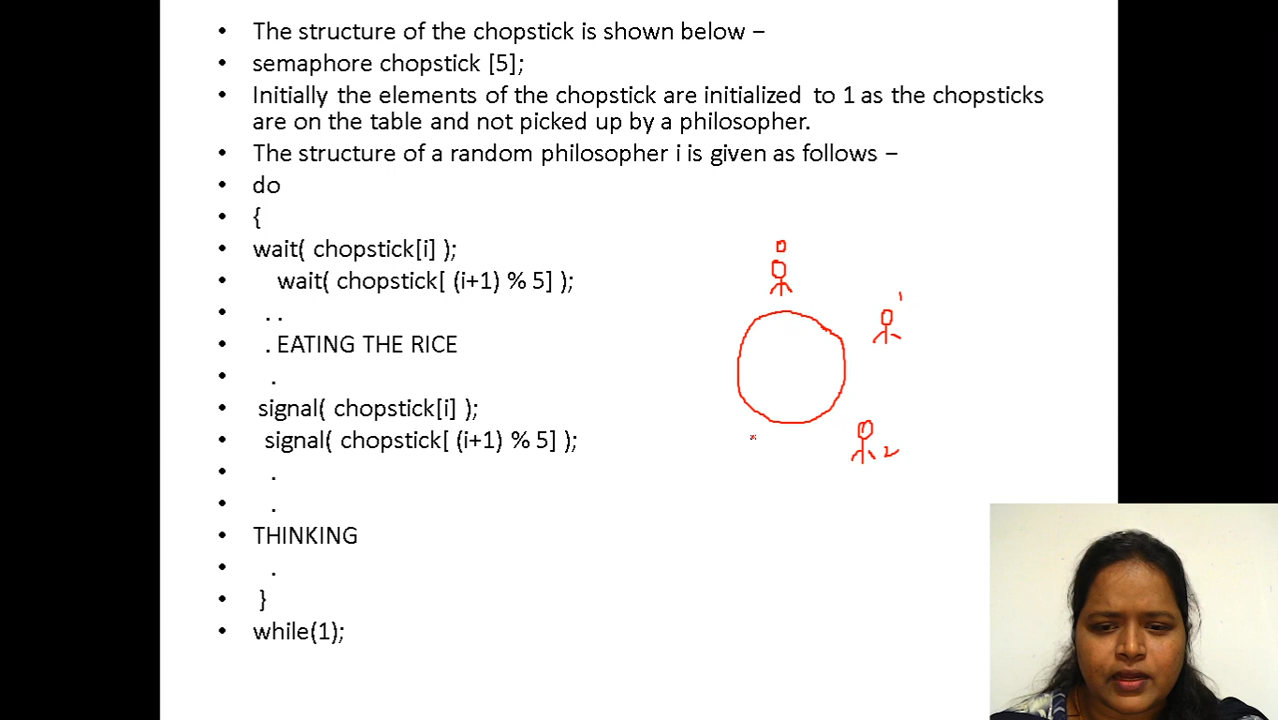 • The structure of the chopstick is shown below –
• semaphore chopstick [5];
• Initially the elements of the chopstick are initialized to 1 as the chopsticks
are on the table and not picked up by a philosopher.
• The structure of a random philosopher i is given as follows –
• do
• {
• wait( chopstick[i] );
• wait( chopstick[ (i+1) % 5] );
• . .
• . EATING THE RICE
• .
• signal( chopstick[i] );
• signal( chopstick[ (i+1) % 5] );
• .
• .
• THINKING
• .
• }
• while(1);
0
1
2